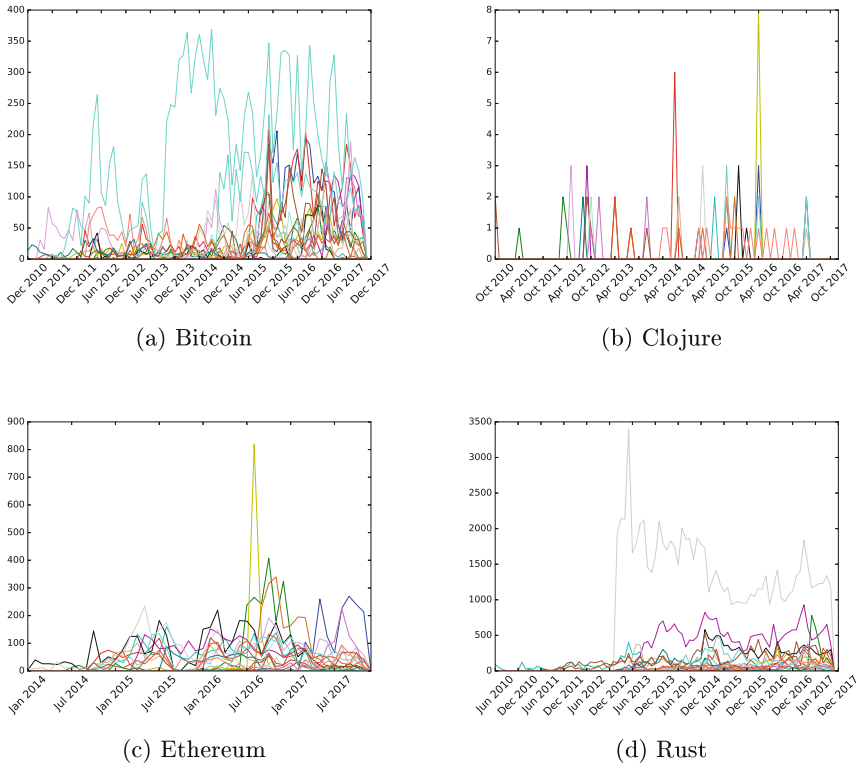 400
350
300
250
200
150
100
50
0
Dec 2010
Jun 2011
Dec 2011
Jun 2012
Dec 2012
Jun 2013
Dec 2013
Jun 2014
Dec 2014
Jun 2015
Dec 2015
Jun 2016
Dec 2016
Jun 2017
Dec 2017
(a) Bitcoin
8
7
6
5
4
3
2
1
0
Oct 2010
Apr 2011
Oct 2011
Apr 2012
Oct 2012
Apr 2013
Oct 2013
Apr 2014
Oct 2014
Apr 2015
Oct 2015
Apr 2016
Oct 2016
Apr 2017
Oct 2017
(b) Clojure
900
800
700
600
500
400
300
200
100
0
Jan 2014
Jul 2014
Jan 2015
Jul 2015
Jan 2016
Jul 2016
Jan 2017
Jul 2017
(c) Ethereum
3500
3000
2500
2000
1500
1000
500
0
Jun 2010
Dec 2010
Jun 2011
Dec 2011
Jun 2012
Dec 2012
Jun 2013
Dec 2013
Jun 2014
Dec 2014
Jun 2015
Dec 2015
Jun 2016
Dec 2016
Jun 2017
Dec 2017
(d) Rust